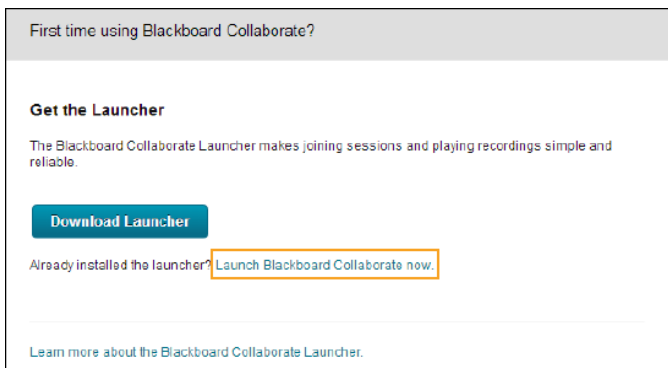 First time using Blackboard Collaborate?
Get the Launcher
The Blackboard Collaborate Launcher makes joining sessions and playing recordings simple and
reliable.
Download Launcher
Already installed the launcher? Launch Blackboard Collaborate now.
Learn more about the Blackboard Collaborate Launcher.